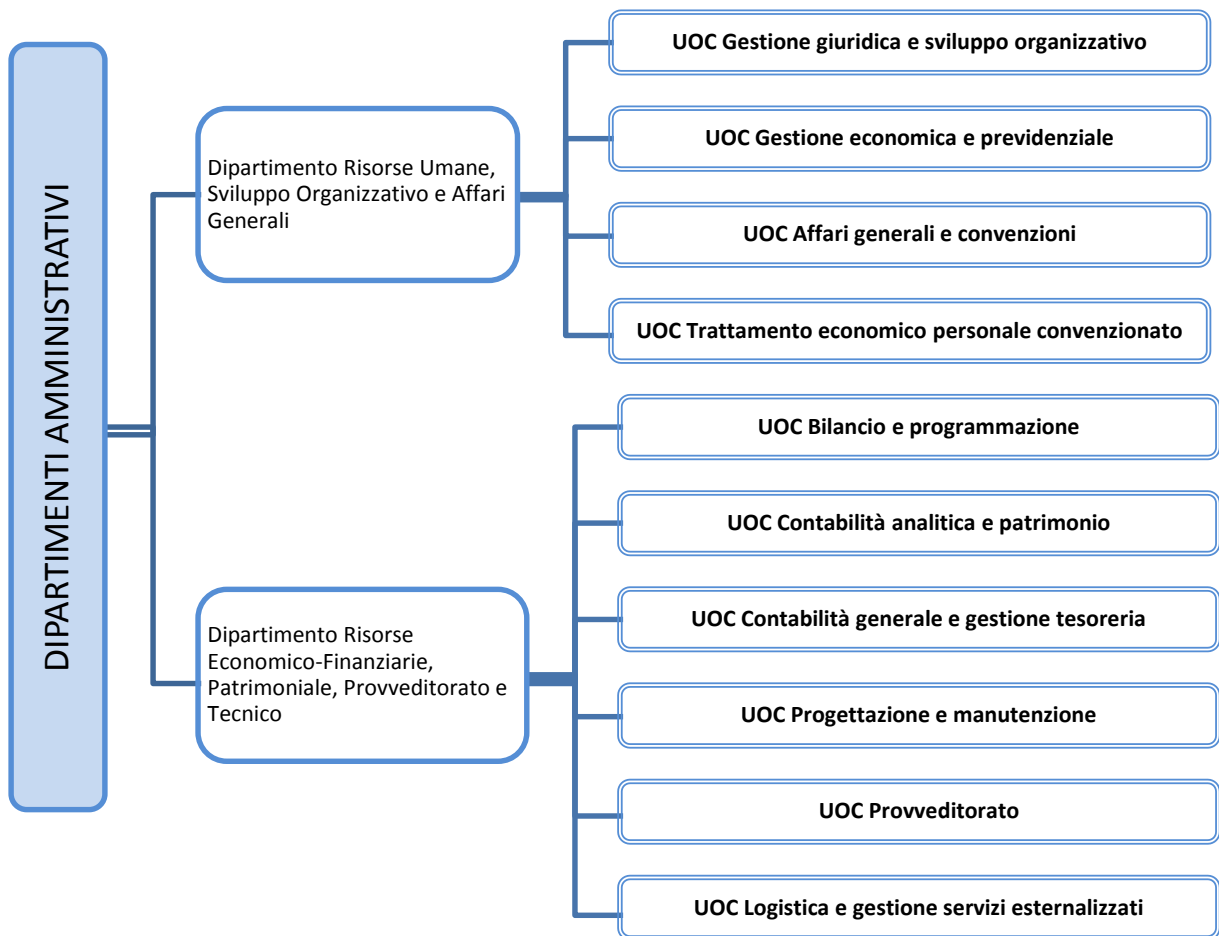 DIPARTIMENTI AMMINISTRATIVI
Dipartimento Risorse Umane,
Sviluppo Organizzativo e Affari
Generali
UOC Gestione giuridica e sviluppo organizzativo
UOC Gestione economica e previdenziale
UOC Affari generali e convenzioni
UOC Trattamento economico personale convenzionato
Dipartimento Risorse
Economico-Finanziarie,
Patrimoniale, Provveditorato e
Tecnico
UOC Bilancio e programmazione
UOC Contabilità analitica e patrimonio
UOC Contabilità generale e gestione tesoreria
UOC Progettazione e manutenzione
UOC Provveditorato
UOC Logistica e gestione servizi esternalizzati